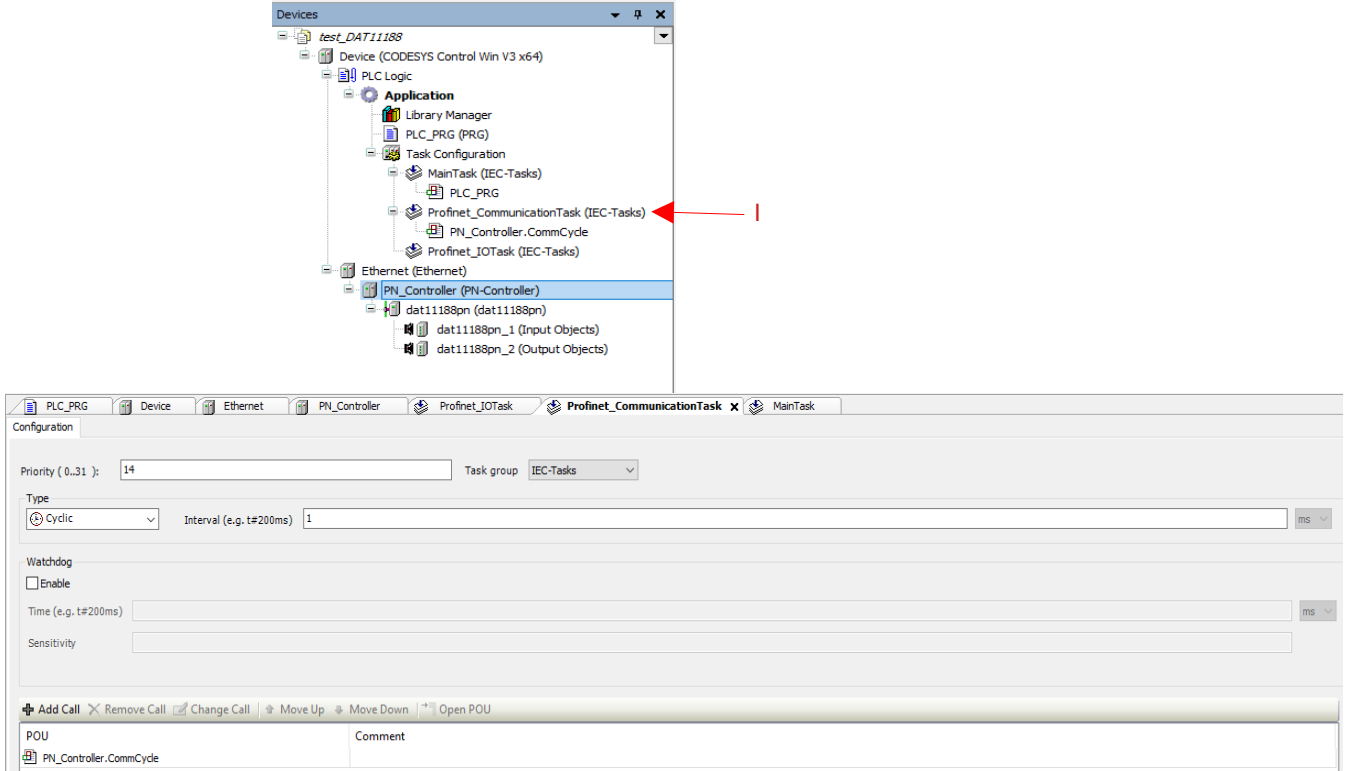 Devices
test_DAT11188
Device (CODESYS Control Win V3 x64)
PLC Logic
Application
Library Manager
PLC_PRG (PRG)
Task Configuration
MainTask (IEC-Tasks)
PLC_PRG
Profinet_CommunicationTask (IEC-Tasks)
I
PN_Controller.CommCycle
Profinet_IOTask (IEC-Tasks)
Ethernet (Ethernet)
PN_Controller (PN-Controller)
dat11188pn (dat11188pn)
dat11188pn_1 (Input Objects)
dat11188pn_2 (Output Objects)
PLC_PRG Device Ethernet PN_Controller Profinet_IOTask Profinet_CommunicationTask MainTask
Configuration
Priority ( 0..31 ): 14 Task group IEC-Tasks
Type
Cyclic Interval (e.g. t#200ms) 1 ms
Watchdog
Enable
Time (e.g. t#200ms) ms
Sensitivity
Add Call Remove Call Change Call Move Up Move Down Open POU
POU Comment
PN_Controller.CommCycle